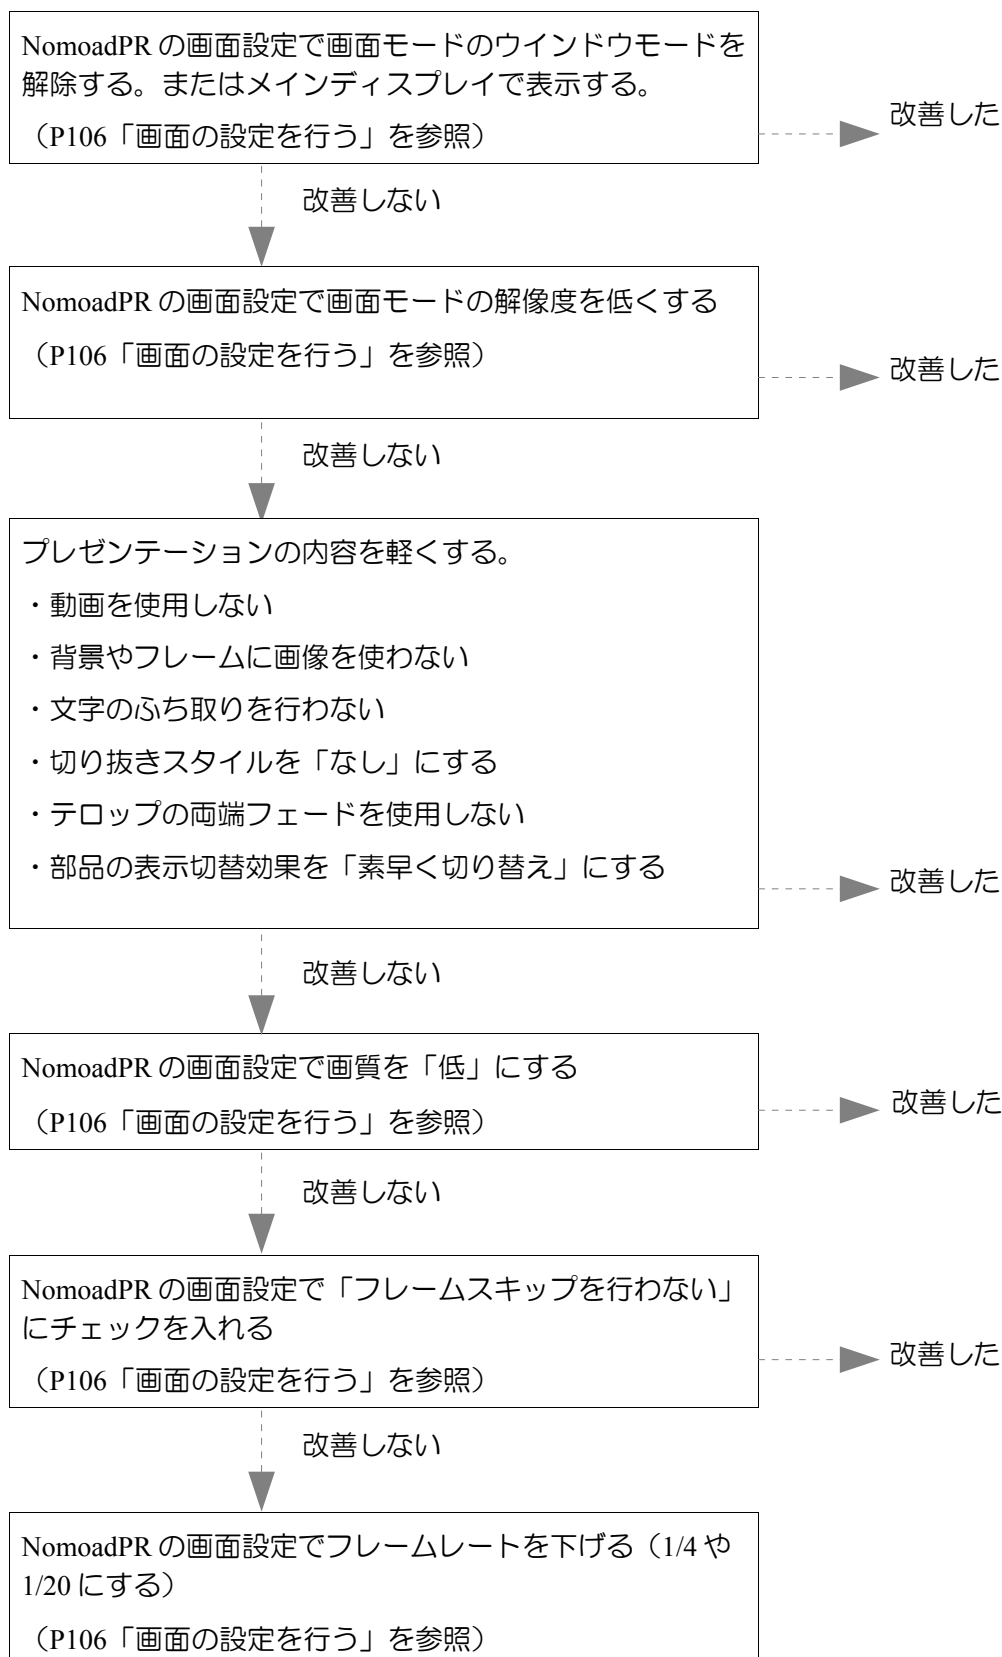 NomoadPR の画面設定で画面モードのウインドウモードを
解除する。またはメインディスプレイで表示する。
（P106「画面の設定を行う」を参照）
改善した
改善しない
NomoadPR の画面設定で画面モードの解像度を低くする
（P106「画面の設定を行う」を参照）
改善した
改善しない
プレゼンテーションの内容を軽くする。
・動画を使用しない
・背景やフレームに画像を使わない
・文字のふち取りを行わない
・切り抜きスタイルを「なし」にする
・テロップの両端フェードを使用しない
・部品の表示切替効果を「素早く切り替え」にする
改善した
改善しない
NomoadPR の画面設定で画質を「低」にする
（P106「画面の設定を行う」を参照）
改善した
改善しない
NomoadPR の画面設定で「フレームスキップを行わない」
にチェックを入れる
（P106「画面の設定を行う」を参照）
改善した
改善しない
NomoadPR の画面設定でフレームレートを下げる（1/4 や
1/20 にする）
（P106「画面の設定を行う」を参照）